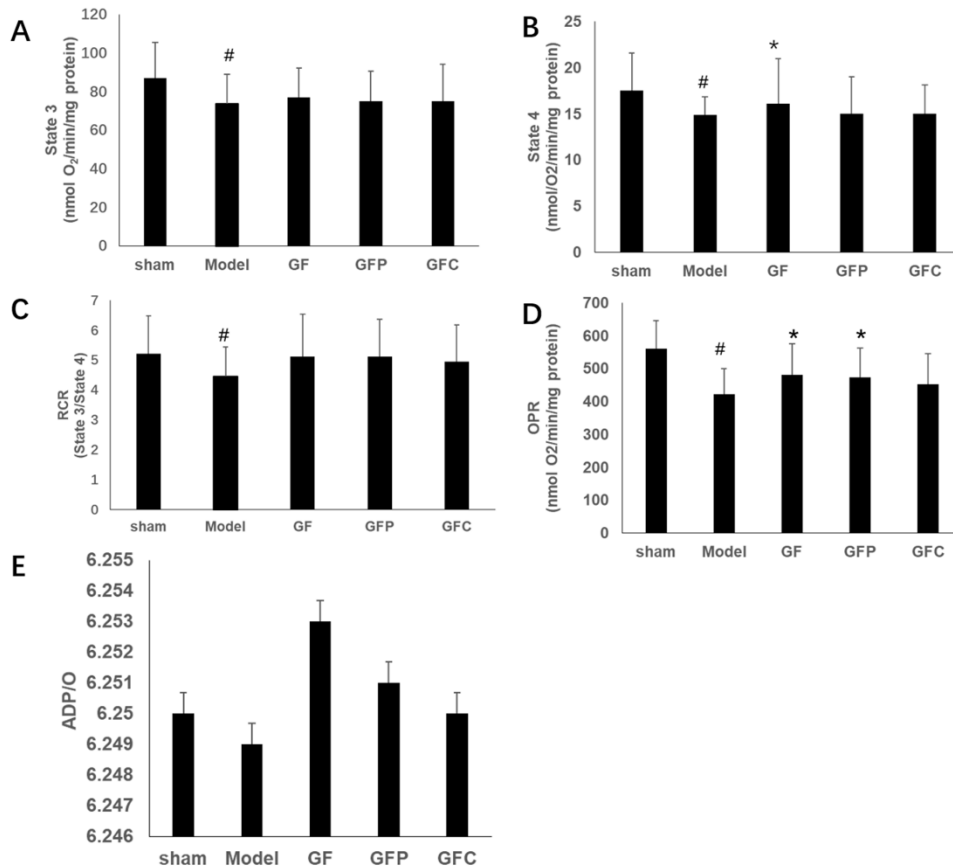 A
State 3
(nmol O2/min/mg protein)
120
100
80
60
40
20
0
#
sham Model GF GFP GFC
B
State 4
(nmol/O2/min/mg protein)
25
20
15
10
5
0
#
*
sham Model GF GFP GFC
C
RCR
(State 3/State 4)
7
6
5
4
3
2
1
0
#
sham Model GF GFP GFC
D
OPR
(nmol O2/min/mg protein)
700
600
500
400
300
200
100
0
# * *
sham Model GF GFP GFC
E
ADP/O
6.255
6.254
6.253
6.252
6.251
6.25
6.249
6.248
6.247
6.246
sham Model GF GFP GFC